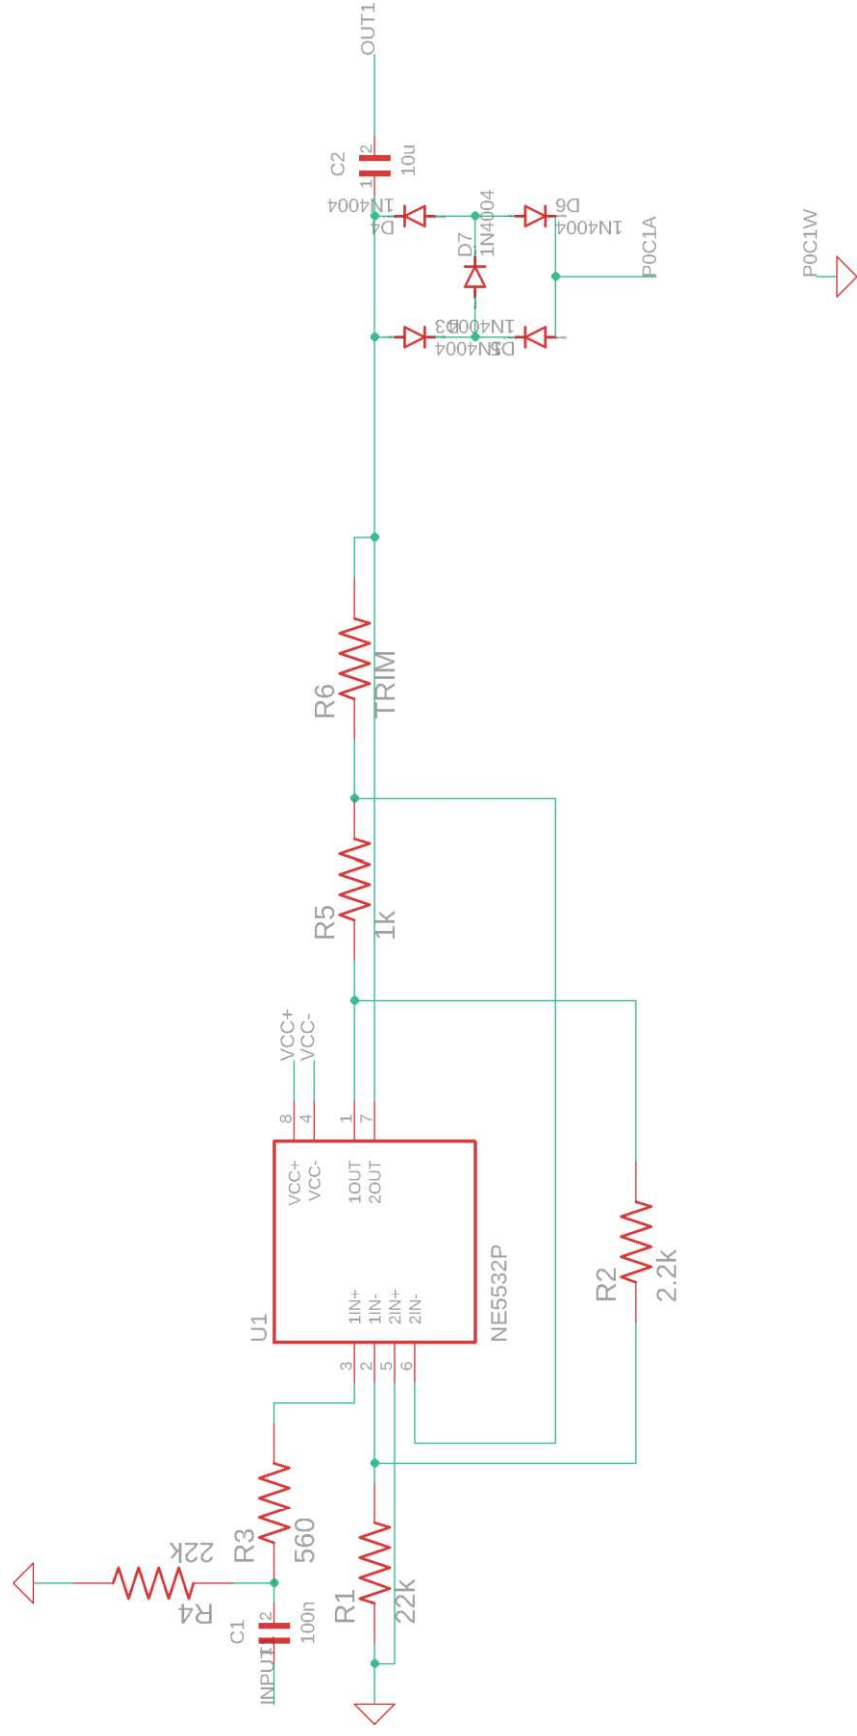 OUT1
C2
1
2
10u
D4
1N4004
D7
1N4004
D6
1N4004
P0C1A
P0C1W
D3
1N4004
1N4004
R6
TRIM
R5
1k
VCC+
VCC-
8
4
1
7
VCC+
VCC-
1OUT
2OUT
U1
NE5532P
1IN+
1IN-
2IN+
2IN-
3
2
5
6
R2
2.2k
R3
560
22k
R4
C1
2
100n
INPUT
R1
22k